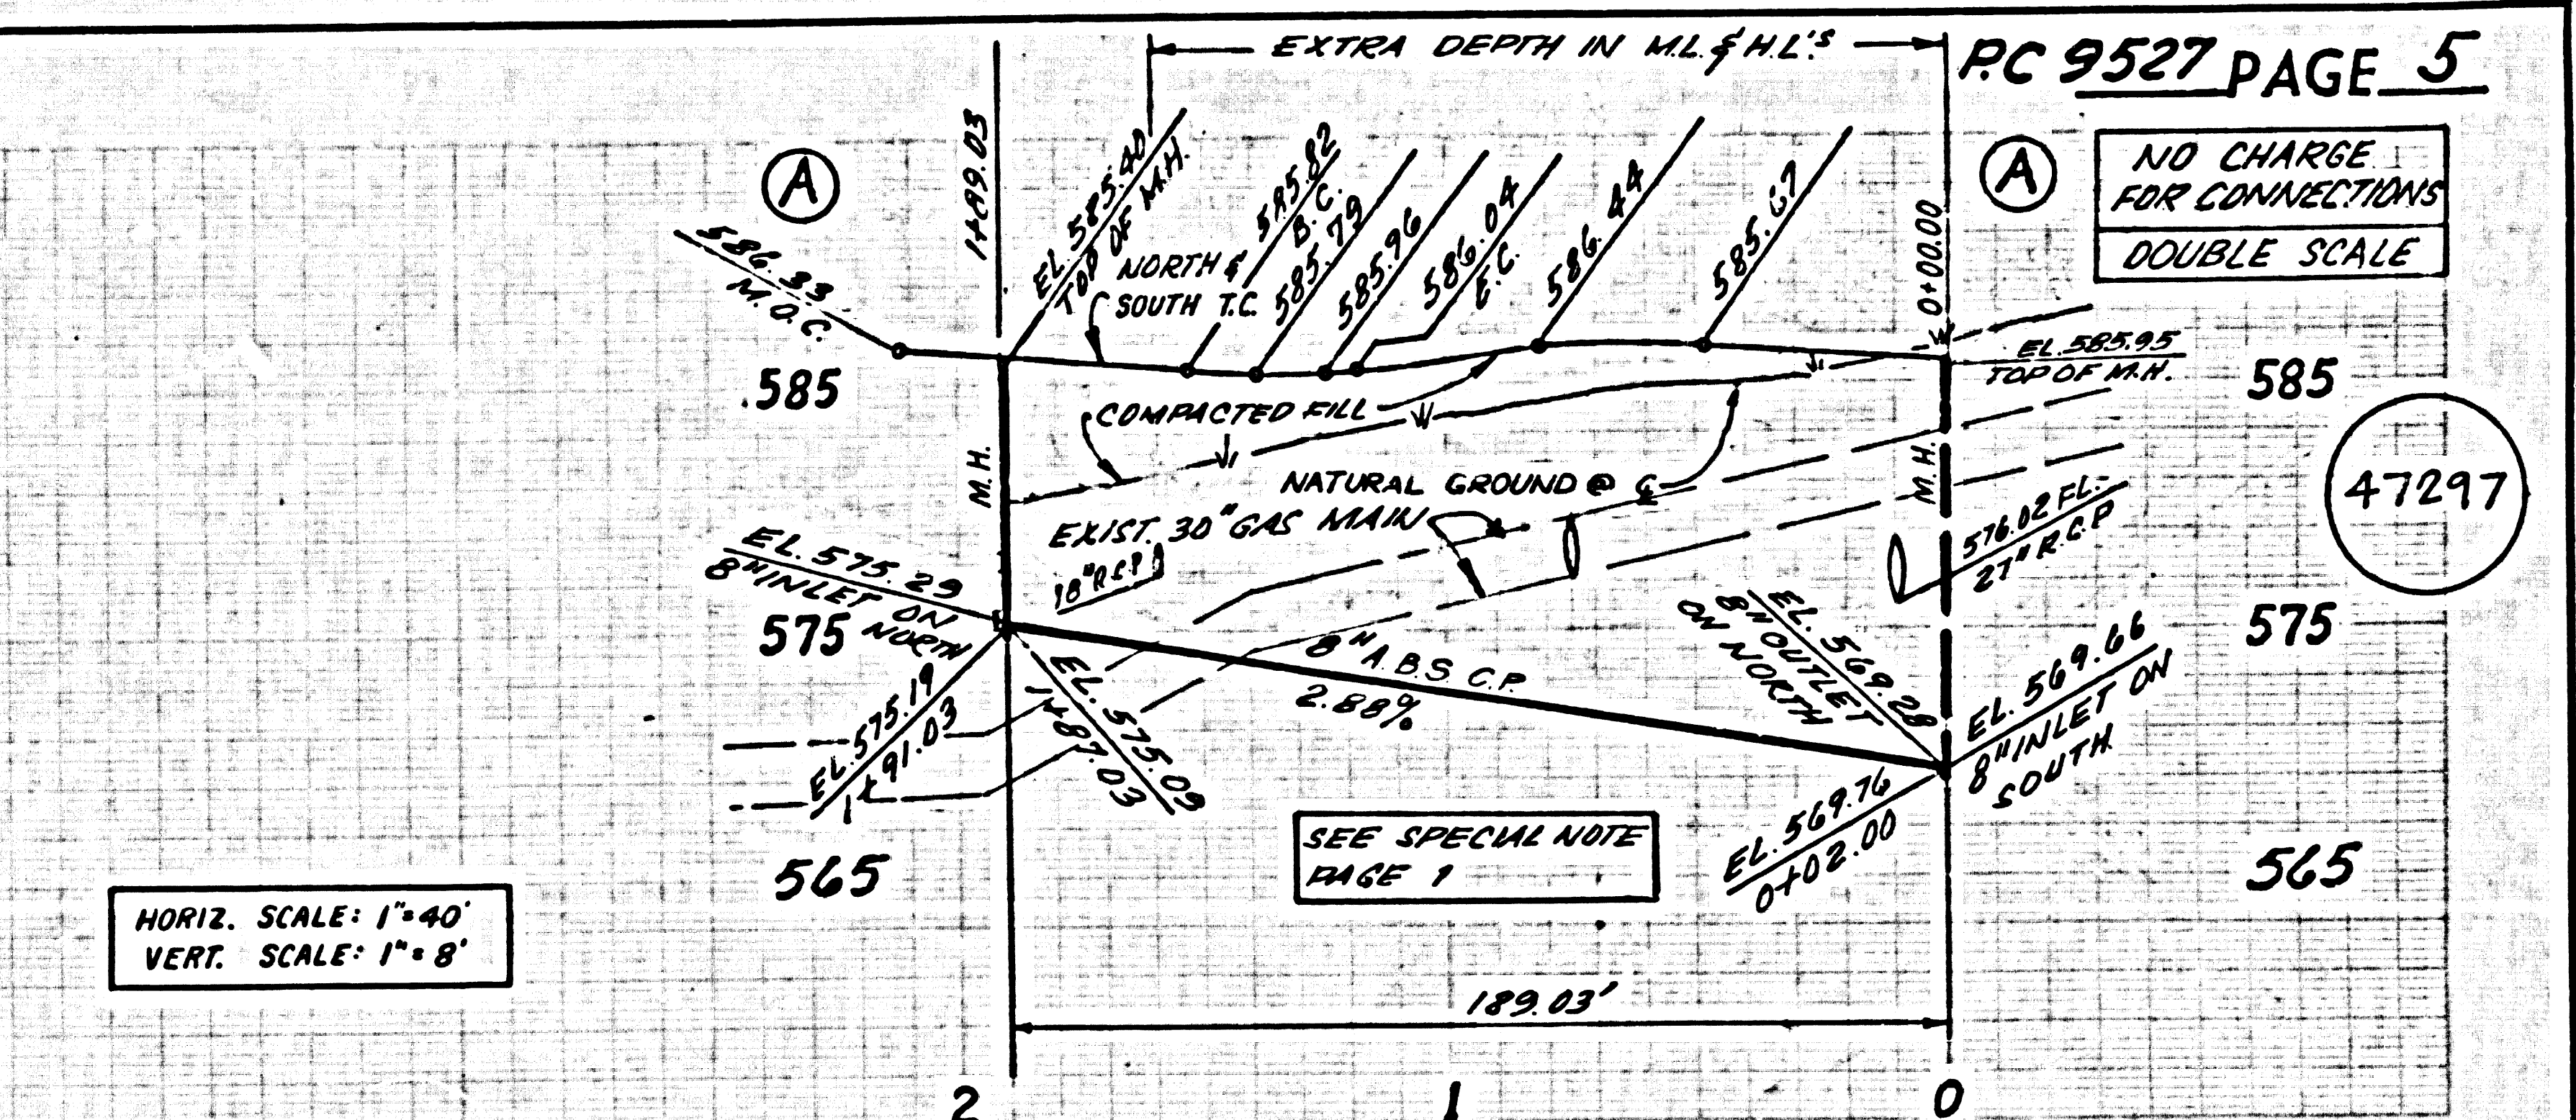 EXTRA DEPTH IN M.L. & H.L.'S
P.C 9527 PAGE 5
A
NO CHARGE
FOR CONNECTIONS
DOUBLE SCALE
A
1+89.03
EL. 585.40
TOP OF M.H.
585.82
B.C.
585.79
585.96
586.04
E.C.
586.44
585.67
0+00.00
586.33
M.O.C.
NORTH &
SOUTH T.C.
EL. 585.95
TOP OF M.H.
.585
585
COMPACTED FILL
M.H.
M.H.
NATURAL GROUND @ ℄
47297
EXIST. 30" GAS MAIN
18" R.C.P
576.02 FL.-
27" R.C.P
EL. 575.29
8" INLET ON
NORTH
575
575
8" A.B.S. C.P.
2.88%
EL. 569.28
8" OUTLET
ON NORTH
EL. 569.66
8" INLET ON
SOUTH
EL. 575.19
1+91.03
EL. 575.09
1+87.03
EL. 569.76
0+02.00
SEE SPECIAL NOTE
PAGE 1
565
565
HORIZ. SCALE: 1"=40'
VERT. SCALE: 1"=8'
189.03'
2
1
0